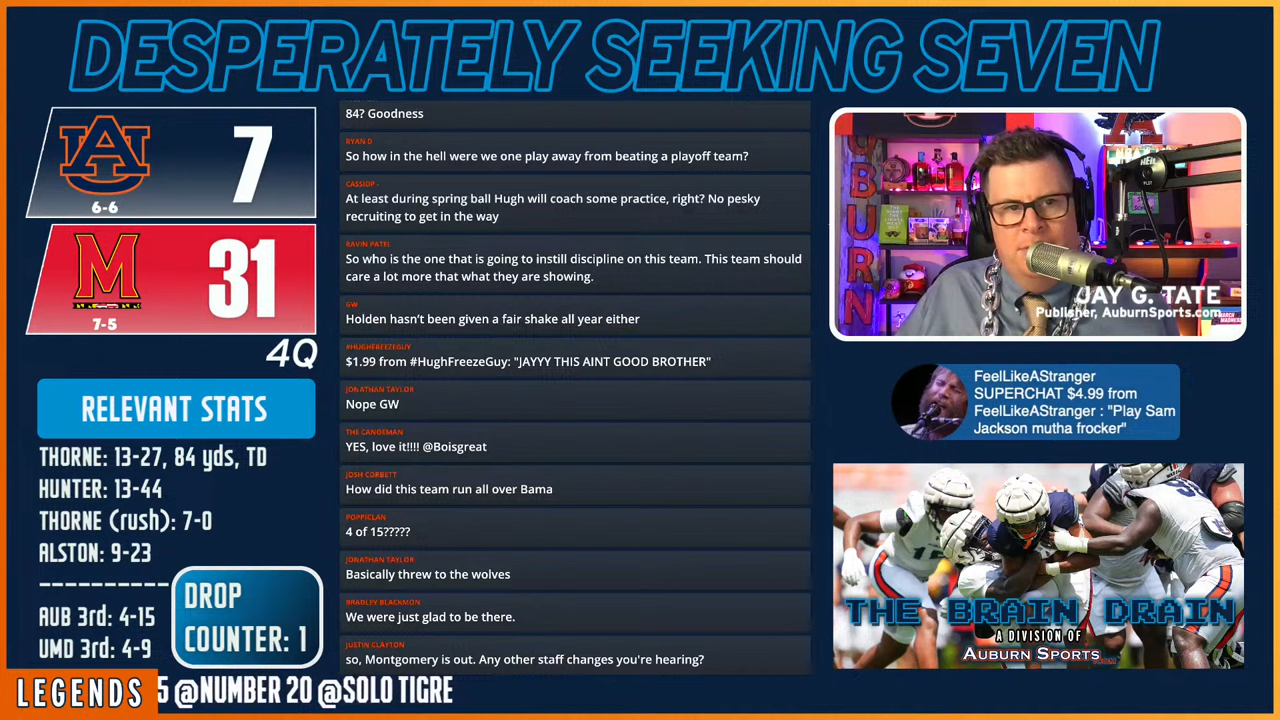 DESPERATELY SEEKING SEVEN
7
6-6
31
7-5
4Q
RELEVANT STATS
THORNE: 13-27, 84 yds, TD
HUNTER: 13-44
THORNE (rush): 7-0
ALSTON: 9-23
----------
AUB 3rd: 4-15
UMD 3rd: 4-9
DROP
COUNTER: 1
84? Goodness
RYAN D
So how in the hell were we one play away from beating a playoff team?
CASSIOP -
At least during spring ball Hugh will coach some practice, right? No pesky
recruiting to get in the way
RAVIN PATEL
So who is the one that is going to instill discipline on this team. This team should
care a lot more that what they are showing.
GW
Holden hasn't been given a fair shake all year either
#HUGHFREEZEGUY
$1.99 from #HughFreezeGuy: "JAYYY THIS AINT GOOD BROTHER"
JONATHAN TAYLOR
Nope GW
THE CANDEMAN
YES, love it!!!! @Boisgreat
JOSH CORBETT
How did this team run all over Bama
POPPICLAN
4 of 15?????
JONATHAN TAYLOR
Basically threw to the wolves
BRADLEY BLACKMON
We were just glad to be there.
JUSTIN CLAYTON
so, Montgomery is out. Any other staff changes you're hearing?
JAY G. TATE
Publisher, AuburnSports.com
FeelLikeAStranger
SUPERCHAT $4.99 from
FeelLikeAStranger : "Play Sam
Jackson mutha frocker"
THE BRAIN DRAIN
A DIVISION OF
AUBURN SPORTS
LEGENDS 5 @NUMBER 20 @SOLO TIGRE